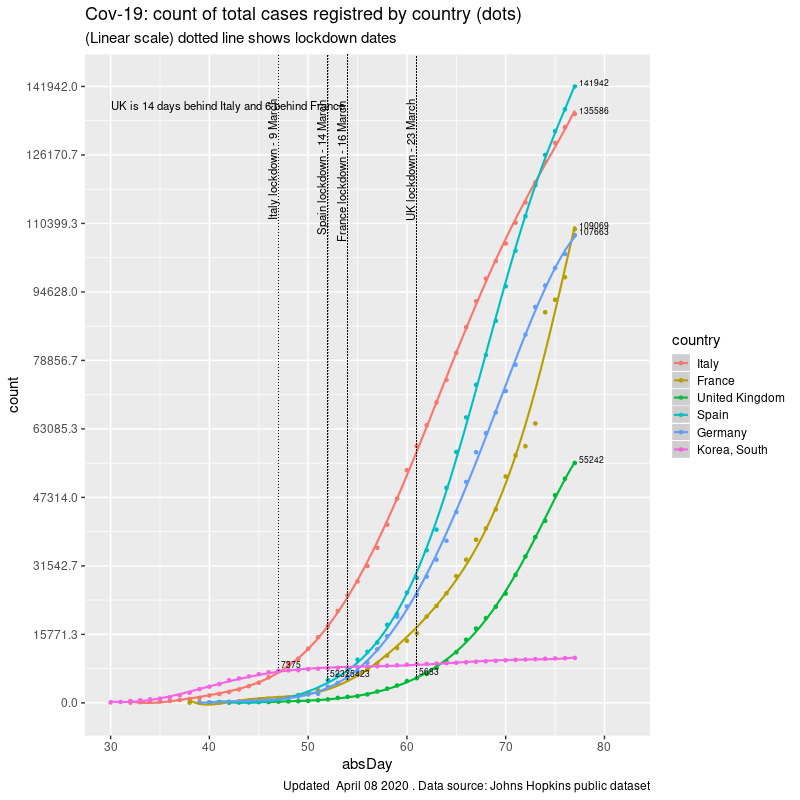 Cov-19: count of total cases registred by country (dots)
(Linear scale) dotted line shows lockdown dates
141942.0
126170.7
110399.3
94628.0
78856.7
63085.3
47314.0
31542.7
15771.3
0.0
count
UK is 14 days behind Italy and 6 behind France
Italy lockdown - 9 March
Spain lockdown - 14 March
France lockdown - 16 March
UK lockdown - 23 March
141942
135586
109069
107663
55242
7375
5232
5423
5683
30
40
50
60
70
80
absDay
country
Italy
France
United Kingdom
Spain
Germany
Korea, South
Updated April 08 2020 . Data source: Johns Hopkins public dataset